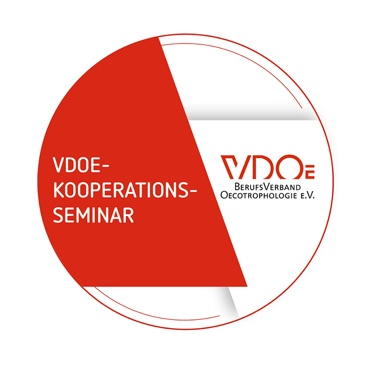 VDOE-
KOOPERATIONS-
SEMINAR
VDOE
BERUFSVERBAND
OECOTROPHOLOGIE E.V.